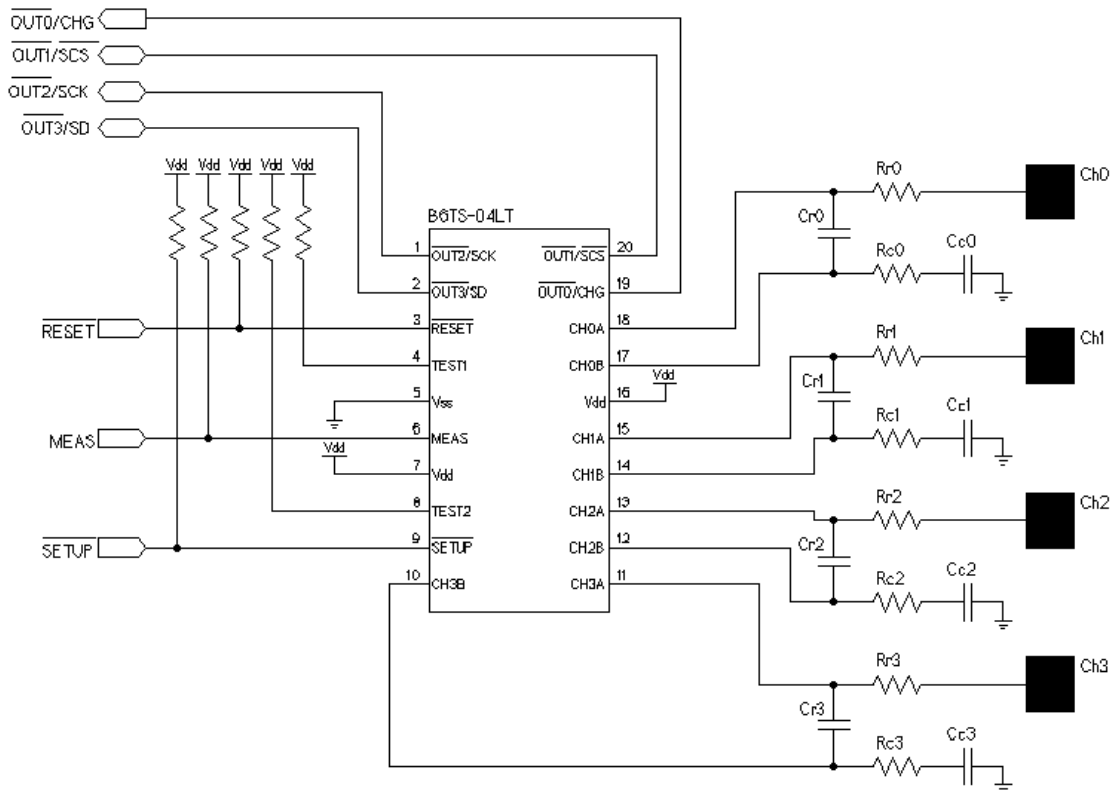 OUT0/CHG
OUT1/SCS
OUT2/SCK
OUT3/SD
Vdd Vdd Vdd Vdd Vdd
RESET
MEAS
SETUP
B6TS-04LT
1 OUT2/SCK
2 OUT3/SD
3 RESET
4 TEST1
5 Vss
6 MEAS
Vdd
7 Vdd
8 TEST2
9 SETUP
10 CH3B
OUT1/SCS 20
OUT0/CHG 19
CH0A 18
CH0B 17
Vdd
Vdd 16
CH1A 15
CH1B 14
CH2A 13
CH2B 12
CH3A 11
Rr0
Ch0
Cr0
Rc0
Cc0
Rr1
Ch1
Cr1
Rc1
Cc1
Rr2
Ch2
Cr2
Rc2
Cc2
Rr3
Ch3
Cr3
Rc3
Cc3